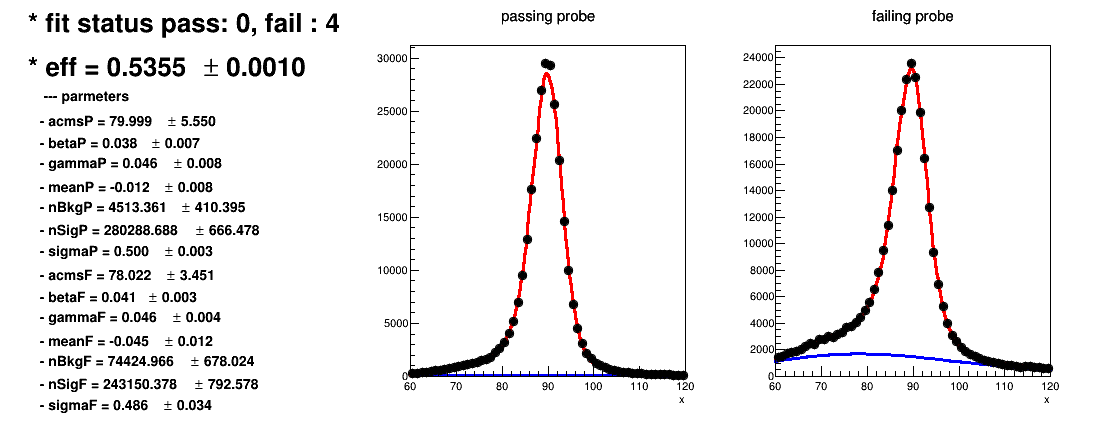 * fit status pass: 0, fail : 4
* eff = 0.5355 ± 0.0010
--- parmeters
- acmsP = 79.999 ± 5.550
- betaP = 0.038 ± 0.007
- gammaP = 0.046 ± 0.008
- meanP = -0.012 ± 0.008
- nBkgP = 4513.361 ± 410.395
- nSigP = 280288.688 ± 666.478
- sigmaP = 0.500 ± 0.003
- acmsF = 78.022 ± 3.451
- betaF = 0.041 ± 0.003
- gammaF = 0.046 ± 0.004
- meanF = -0.045 ± 0.012
- nBkgF = 74424.966 ± 678.024
- nSigF = 243150.378 ± 792.578
- sigmaF = 0.486 ± 0.034
passing probe
30000
25000
20000
15000
10000
5000
0
60 70 80 90 100 110 120
x
failing probe
24000
22000
20000
18000
16000
14000
12000
10000
8000
6000
4000
2000
0
60 70 80 90 100 110 120
x